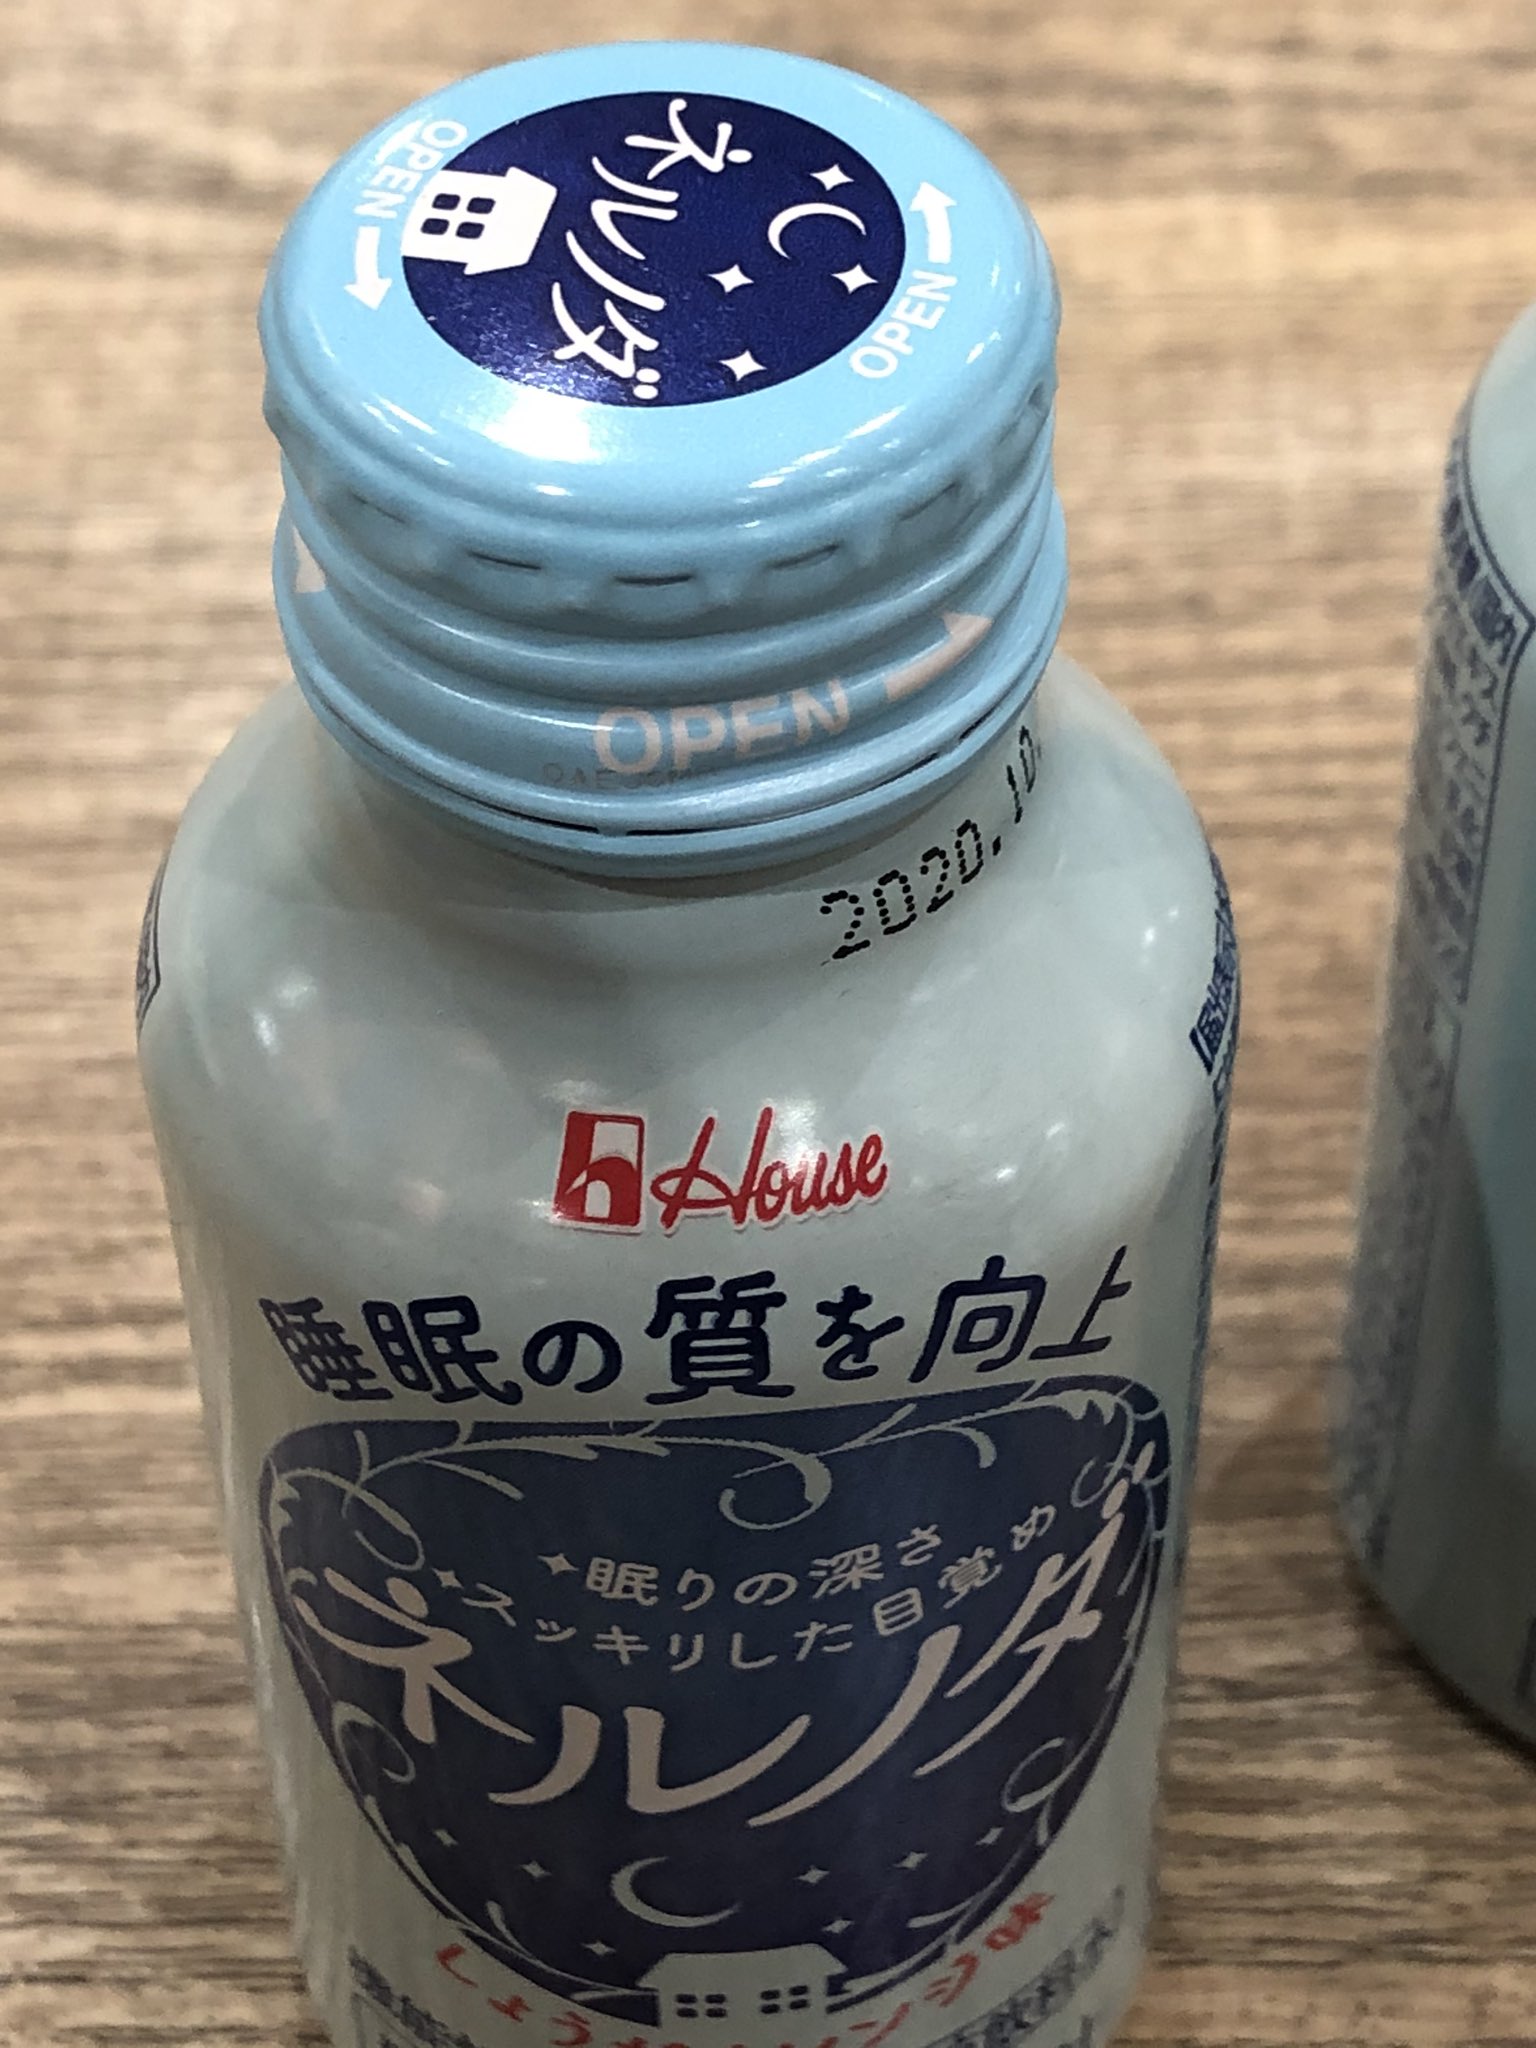 OPEN
ネルノダ
OPEN
OPEN
2020.10.
House
睡眠の質を向上
眠りの深さ
スッキリした目覚め
ネルノダ